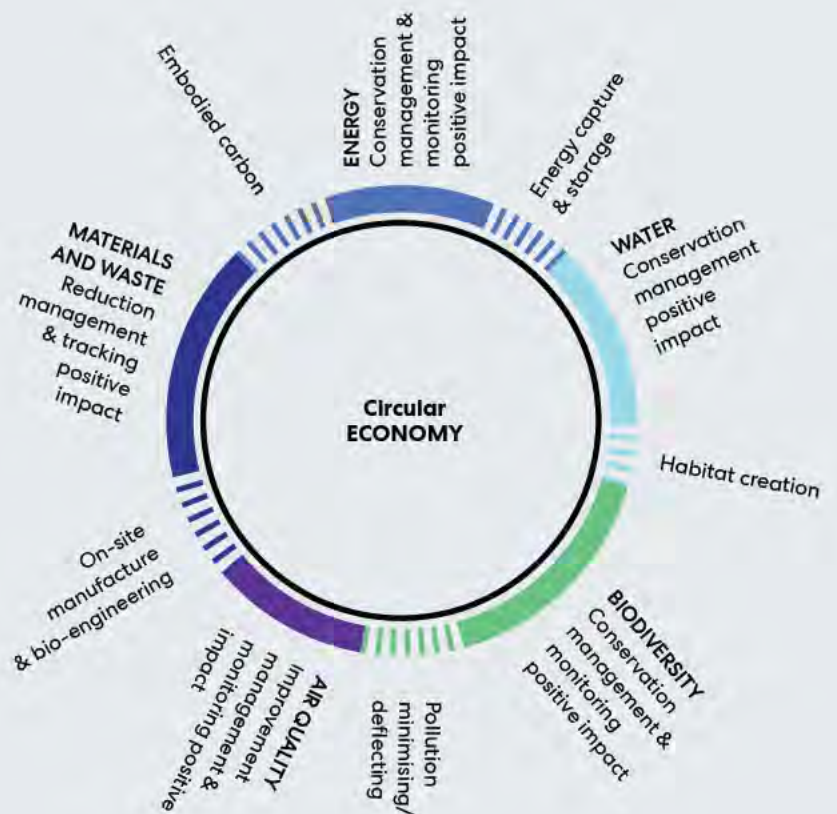 Circular
ECONOMY
ENERGY
Conservation
management &
monitoring
positive impact
Energy capture
& storage
WATER
Conservation
management
positive
impact
Habitat creation
BIODIVERSITY
Conservation
management &
monitoring
positive impact
Pollution
minimising/
deflecting
AIR QUALITY
improvement
management &
monitoring positive
impact
On-site
manufacture
& bio-engineering
MATERIALS
AND WASTE
Reduction
management
& tracking
positive
impact
Embodied carbon